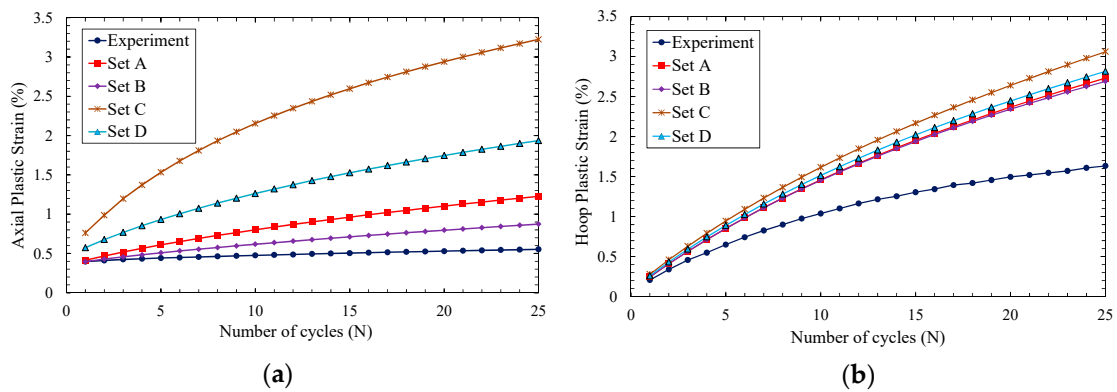 3.5
3
2.5
2
1.5
1
0.5
0
Axial Plastic Strain (%)
Experiment
Set A
Set B
Set C
Set D
0 5 10 15 20 25
Number of cycles (N)
(a)
3.5
3
2.5
2
1.5
1
0.5
0
Hoop Plastic Strain (%)
Experiment
Set A
Set B
Set C
Set D
0 5 10 15 20 25
Number of cycles (N)
(b)